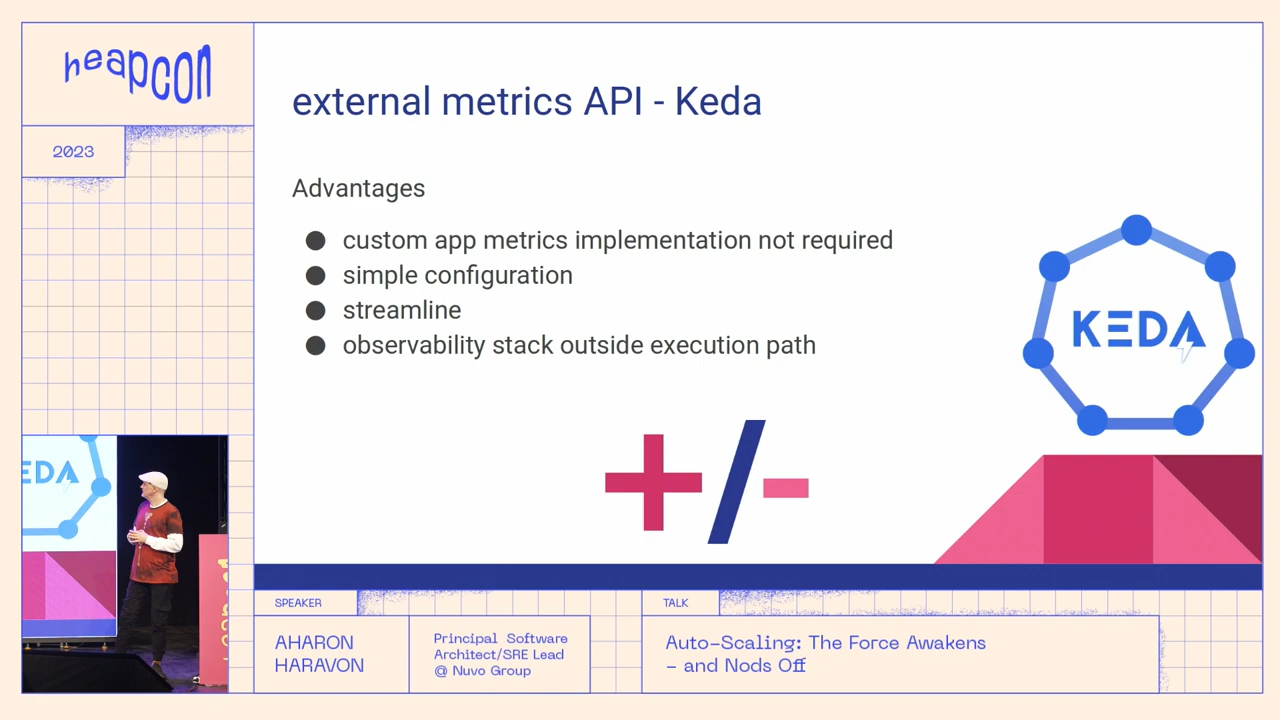 heapcon
2023
external metrics API - Keda
Advantages
● custom app metrics implementation not required
● simple configuration
● streamline
● observability stack outside execution path
KEDA
+/-
EDA
SPEAKER
AHARON
HARAVON
Principal Software
Architect/SRE Lead
@ Nuvo Group
TALK
Auto-Scaling: The Force Awakens
- and Nods Off